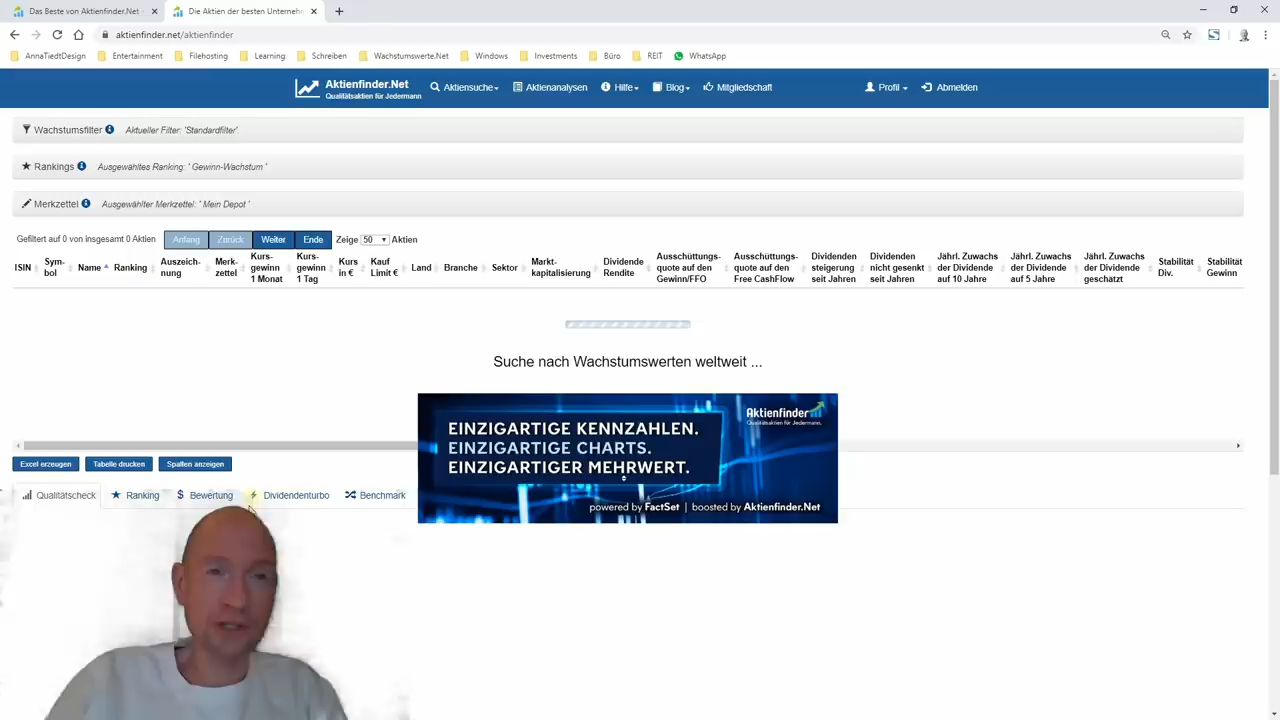 Das Beste von Aktienfinder.Net
Die Aktien der besten Unterneh
aktienfinder.net/aktienfinder
AnnaTiedtDesign
Entertainment
Filehosting
Learning
Schreiben
Wachstumswerte.Net
Windows
Investments
Büro
REIT
WhatsApp
Aktienfinder.Net
Qualitätsaktien für Jedermann
Aktiensuche
Aktienanalysen
Hilfe
Blog
Mitgliedschaft
Profil
Abmelden
Wachstumsfilter Aktueller Filter: 'Standardfilter'.
Rankings Ausgewähltes Ranking: ' Gewinn-Wachstum '
Merkzettel Ausgewählter Merkzettel: ' Mein Depot '
Gefiltert auf 0 von insgesamt 0 Aktien Anfang Zurück Weiter Ende Zeige 50 Aktien
ISIN
Sym-
bol
Name
Ranking
Auszeich-
nung
Merk-
zettel
Kurs-
gewinn
1 Monat
Kurs-
gewinn
1 Tag
Kurs
in €
Kauf
Limit €
Land
Branche
Sektor
Markt-
kapitalisierung
Dividende
Rendite
Ausschüttungs-
quote auf den
Gewinn/FFO
Ausschüttungs-
quote auf den
Free CashFlow
Dividenden
steigerung
seit Jahren
Dividenden
nicht gesenkt
seit Jahren
Jährl. Zuwachs
der Dividende
auf 10 Jahre
Jährl. Zuwachs
der Dividende
auf 5 Jahre
Jährl. Zuwachs
der Dividende
geschätzt
Stabilität
Div.
Stabilität
Gewinn
Suche nach Wachstumswerten weltweit ...
Aktienfinder
Qualitätsaktien für Jedermann.
EINZIGARTIGE KENNZAHLEN.
EINZIGARTIGE CHARTS.
EINZIGARTIGER MEHRWERT.
powered by FactSet | boosted by Aktienfinder.Net
Excel erzeugen
Tabelle drucken
Spalten anzeigen
Qualitätscheck
Ranking
Bewertung
Dividendenturbo
Benchmark